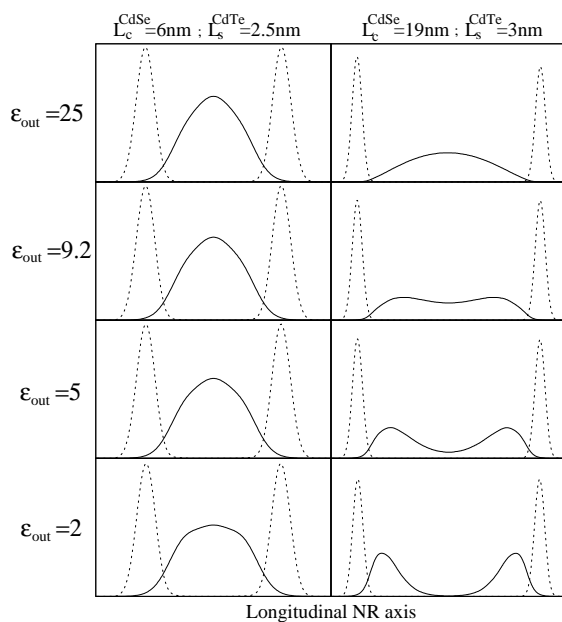 L_c^CdSe=6nm ; L_s^CdTe=2.5nm
L_c^CdSe=19nm ; L_s^CdTe=3nm
ε_out=25
ε_out=9.2
ε_out=5
ε_out=2
Longitudinal NR axis